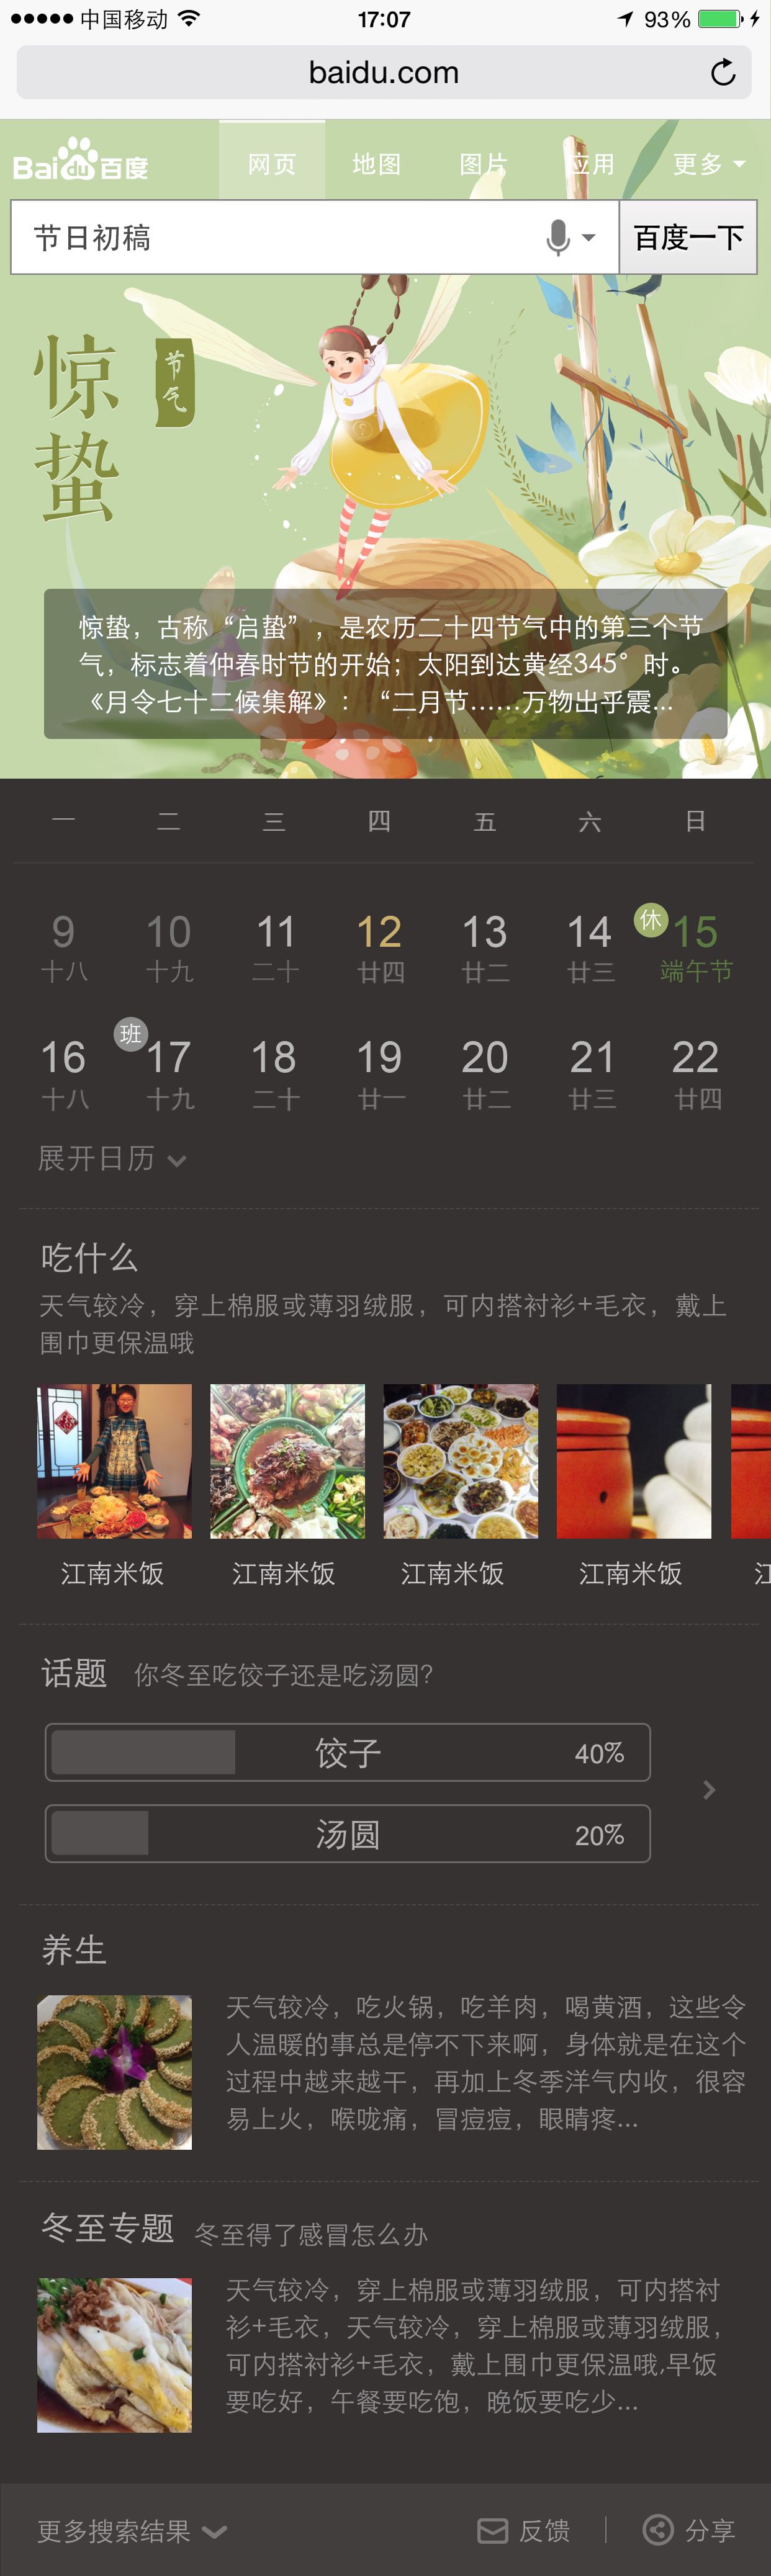 中国移动 17:07 93%
baidu.com
Bai du 百度 网页 地图 图片 应用 更多
节日初稿 百度一下
惊蛰
节气
惊蛰，古称“启蛰”，是农历二十四节气中的第三个节
气，标志着仲春时节的开始；太阳到达黄经345°时。
《月令七十二候集解》：“二月节……万物出乎震...
一 二 三 四 五 六 日
9 10 11 12 13 14 休 15
十八 十九 二十 廿四 廿二 廿三 端午节
16 班 17 18 19 20 21 22
十八 十九 二十 廿一 廿二 廿三 廿四
展开日历
吃什么
天气较冷，穿上棉服或薄羽绒服，可内搭衬衫+毛衣，戴上
围巾更保温哦
江南米饭 江南米饭 江南米饭 江南米饭 江
话题 你冬至吃饺子还是吃汤圆?
饺子 40%
汤圆 20%
养生
天气较冷，吃火锅，吃羊肉，喝黄酒，这些令
人温暖的事总是停不下来啊，身体就是在这个
过程中越来越干，再加上冬季洋气内收，很容
易上火，喉咙痛，冒痘痘，眼睛疼...
冬至专题 冬至得了感冒怎么办
天气较冷，穿上棉服或薄羽绒服，可内搭衬
衫+毛衣，天气较冷，穿上棉服或薄羽绒服，
可内搭衬衫+毛衣，戴上围巾更保温哦,早饭
要吃好，午餐要吃饱，晚饭要吃少...
更多搜索结果 反馈 分享